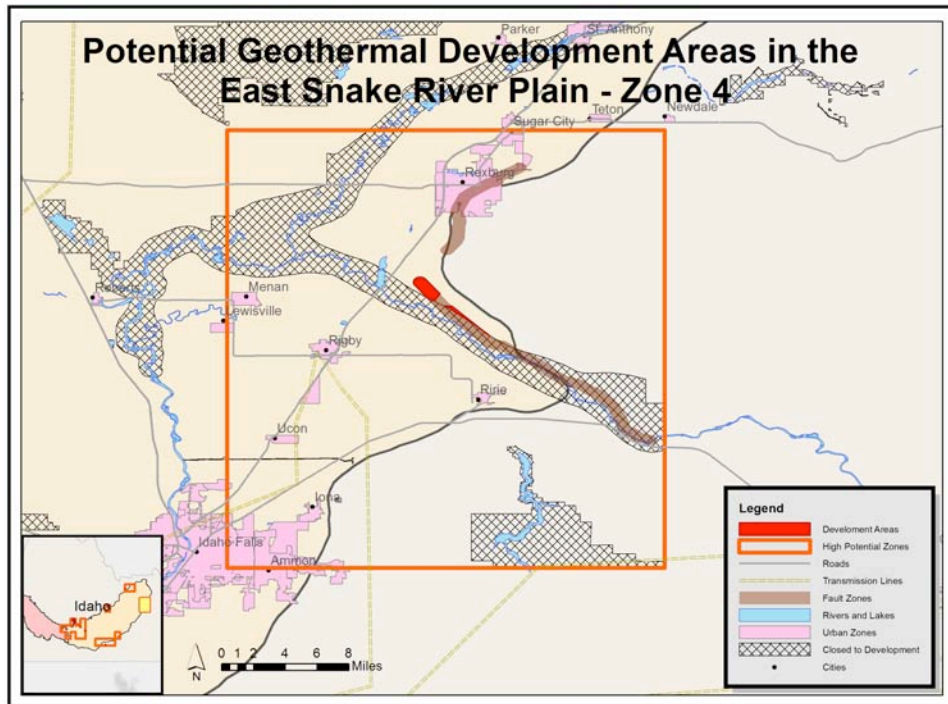 Parker
St. Anthony
Potential Geothermal Development Areas in the
East Snake River Plain - Zone 4
Teton
Newdale
Sugar City
Rexburg
Roberts
Menan
Lewisville
Rigby
Ririe
Ucon
Iona
Idaho Falls
Ammon
Idaho
N
0 1 2 4 6 8
Miles
Legend
Develoment Areas
High Potential Zones
Roads
Transmission Lines
Fault Zones
Rivers and Lakes
Urban Zones
Closed to Development
Cities